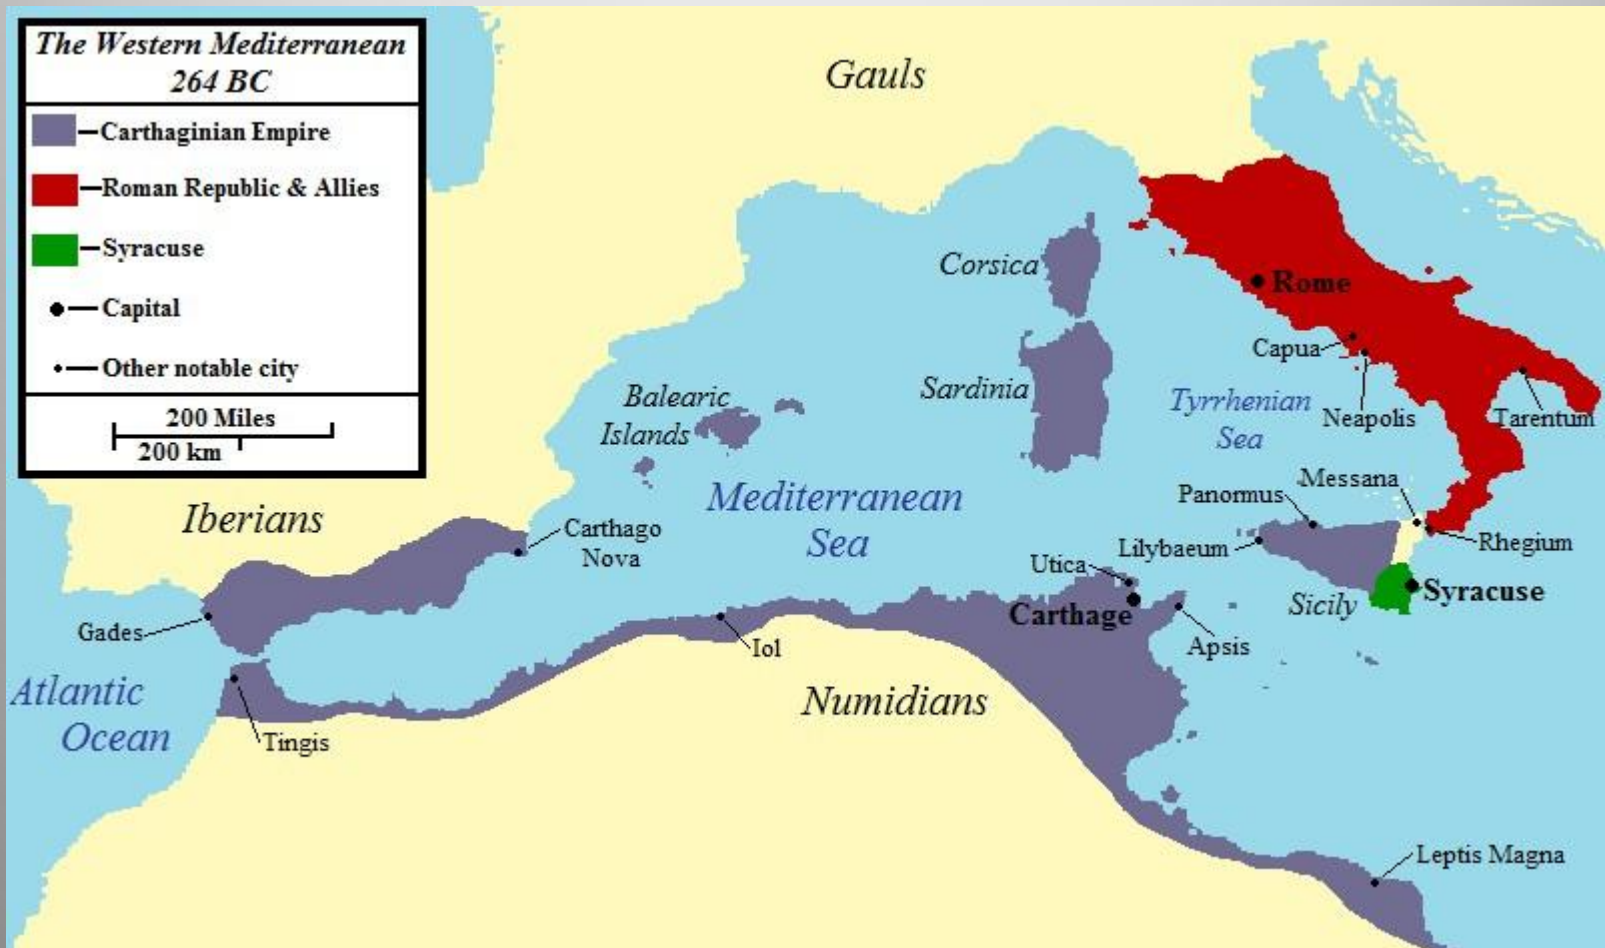 The Western Mediterranean
264 BC
Carthaginian Empire
Roman Republic & Allies
Syracuse
Capital
Other notable city
200 Miles
200 km
Gauls
Corsica
Rome
Capua
Sardinia
Balearic
Islands
Tyrrhenian
Sea
Neapolis
Tarentum
Iberians
Mediterranean
Sea
Messana
Panormus
Carthago
Nova
Lilybaeum
Rhegium
Utica
Sicily
Syracuse
Carthage
Gades
Iol
Apsis
Atlantic
Ocean
Numidians
Tingis
Leptis Magna